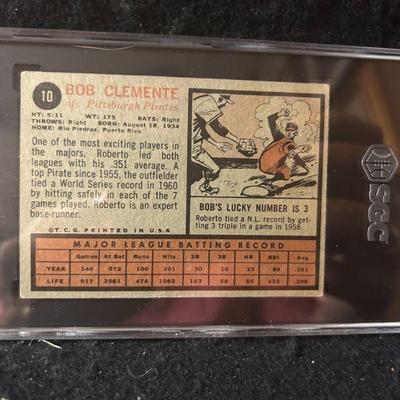 10
BOB CLEMENTE
of Pittsburgh Pirates
HT: 5:11 WT: 175 BATS: Right
THROWS: Right BORN: August 18, 1934
HOME: Rio Piedras, Puerto Rico
One of the most exciting players in
the majors, Roberto led both
leagues with his .351 average. A
top Pirate since 1955, the outfielder
tied a World Series record in 1960
by hitting safely in each of the 7
games played. Roberto is an expert
base-runner.
©T.C.G. PRINTED IN U.S.A.
BOB'S LUCKY NUMBER IS 3
Roberto tied a N.L. record by get-
ting 3 triple in a game in 1958.
MAJOR LEAGUE BATTING RECORD
Games At Bat Runs Hits 2B 3B H.R. R.B.I. Avg.
YEAR 146 572 100 201 30 10 23 89 .351
LIFE 917 3561 474 1082 163 58 65 452 .298
SGC